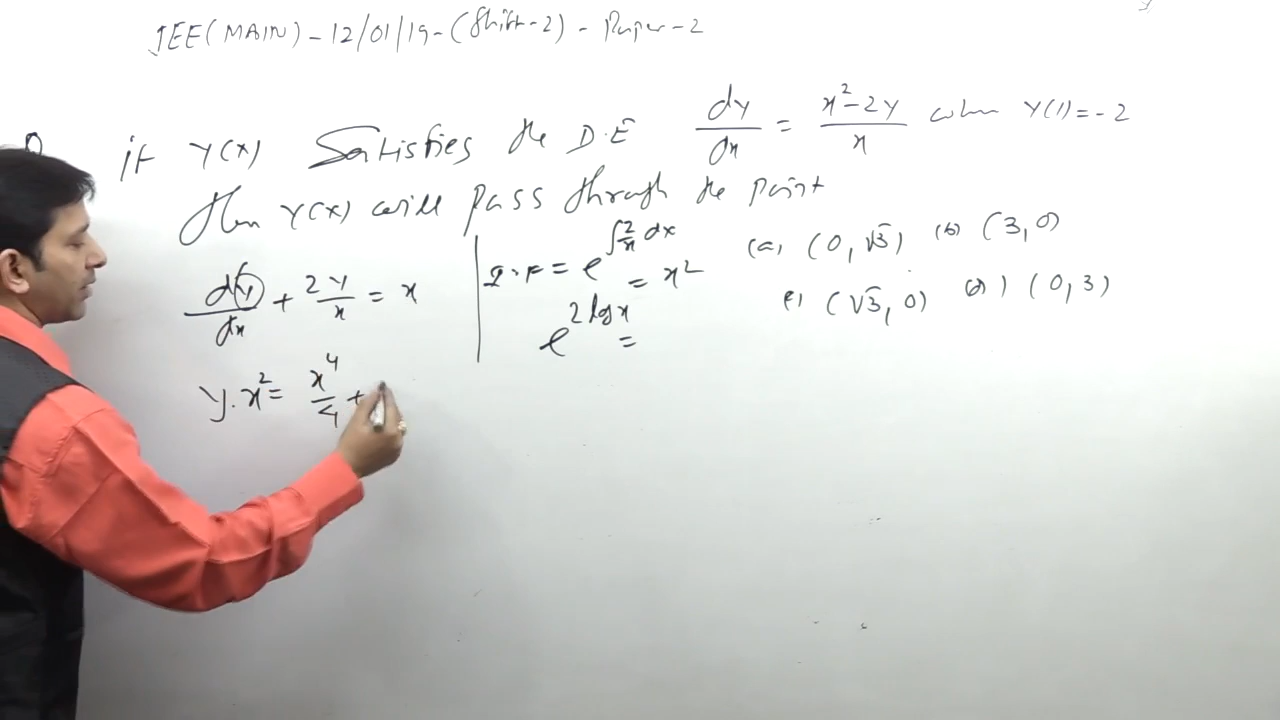 JEE(MAIN) - 12/01/19 - (Shift-2) - Paper-2
If Y(X) Satisfies the D.E dy/dx = (x²-2y)/x when Y(1)=-2
then Y(X) will pass through the point
(a) (0, √3) (b) (3, 0)
(c) (√3, 0) (d) (0, 3)
dy/dx + 2y/x = x
I.F = e^∫2/x dx = x²
e^2logx =
y.x² = x⁴/4 +